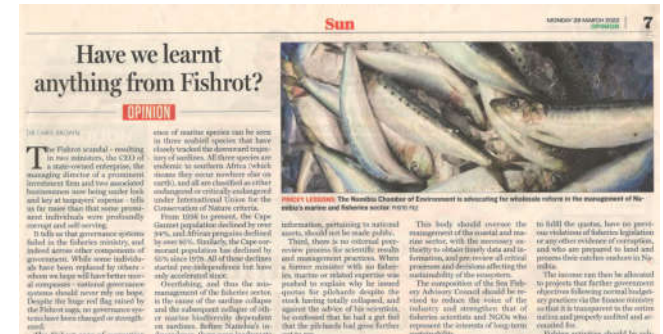 Sun
MONDAY 28 MARCH 2022
OPINION
7
Have we learnt
anything from Fishrot?
OPINION
The Fishrot scandal - resulting
in two ministers, the CEO of
a state-owned enterprise, the
managing director of a prominent
investment firm and two associated
businessmen now being under lock
and key at taxpayers' expense - tells
us far more than that some promi-
nent individuals were profoundly
corrupt and self-serving.
It tells us that governance systems
failed in the fisheries ministry, and
indeed across other components of
government. While some individu-
als have been replaced by others -
whom we hope will have better mor-
al compasses - national governance
systems should never rely on hope.
Despite the huge red flag raised by
the Fishrot saga, no governance sys-
tems have been changed or strength-
ened.
ence of marine species can be seen
in three seabird species that have
closely tracked the downward trajec-
tory of sardines. All three species are
endemic to southern Africa (which
means they occur nowhere else on
earth), and all are classified as either
endangered or critically endangered
under International Union for the
Conservation of Nature criteria.
From 1956 to present, the Cape
Gannet population declined by over
94%, and African penguins declined
by over 90%. Similarly, the Cape cor-
morant population has declined by
since 1978. All of these declines
started pre-independence but have
only accelerated since.
Overfishing, and thus the mis-
management of the fisheries sector,
is the cause of the sardine collapse
and the subsequent collapse of oth-
er marine biodiversity dependent
on sardines. Before Namibia's in-
PRICEY LESSONS: The Namibia Chamber of Environment is advocating for wholesale reform in the management of Na-
mibia's marine and fisheries sector. PHOTO FILE
information, pertaining to national
assets, should not be made public.
Third, there is no external peer-
review process for scientific results
and management practices. When
a former minister with no fisher-
ies, marine or related expertise was
pushed to explain why he issued
quotas for pilchards despite the
stock having totally collapsed, and
against the advice of his scientists,
he confessed that he had a gut feel
that the pilchards had gone further
This body should oversee the
management of the coastal and ma-
rine sector, with the necessary au-
thority to obtain timely data and in-
formation, and peer-review all critical
processes and decisions affecting the
sustainability of the ecosystem.
The composition of the Sea Fish-
ery Advisory Council should be re-
vised to reduce the voice of the
industry and strengthen that of
fisheries scientists and NGOs who
represent the interests of long-term
to fulfil the quotas, have no previ-
ous violations of fisheries legislation
or any other evidence of corruption,
and who are prepared to land and
process their catches onshore in Na-
mibia.
The income can then be allocated
to projects that further government
objectives following normal budget-
ary practices via the finance ministry
so that it is transparent to the entire
nation and properly audited and ac-
counted for.